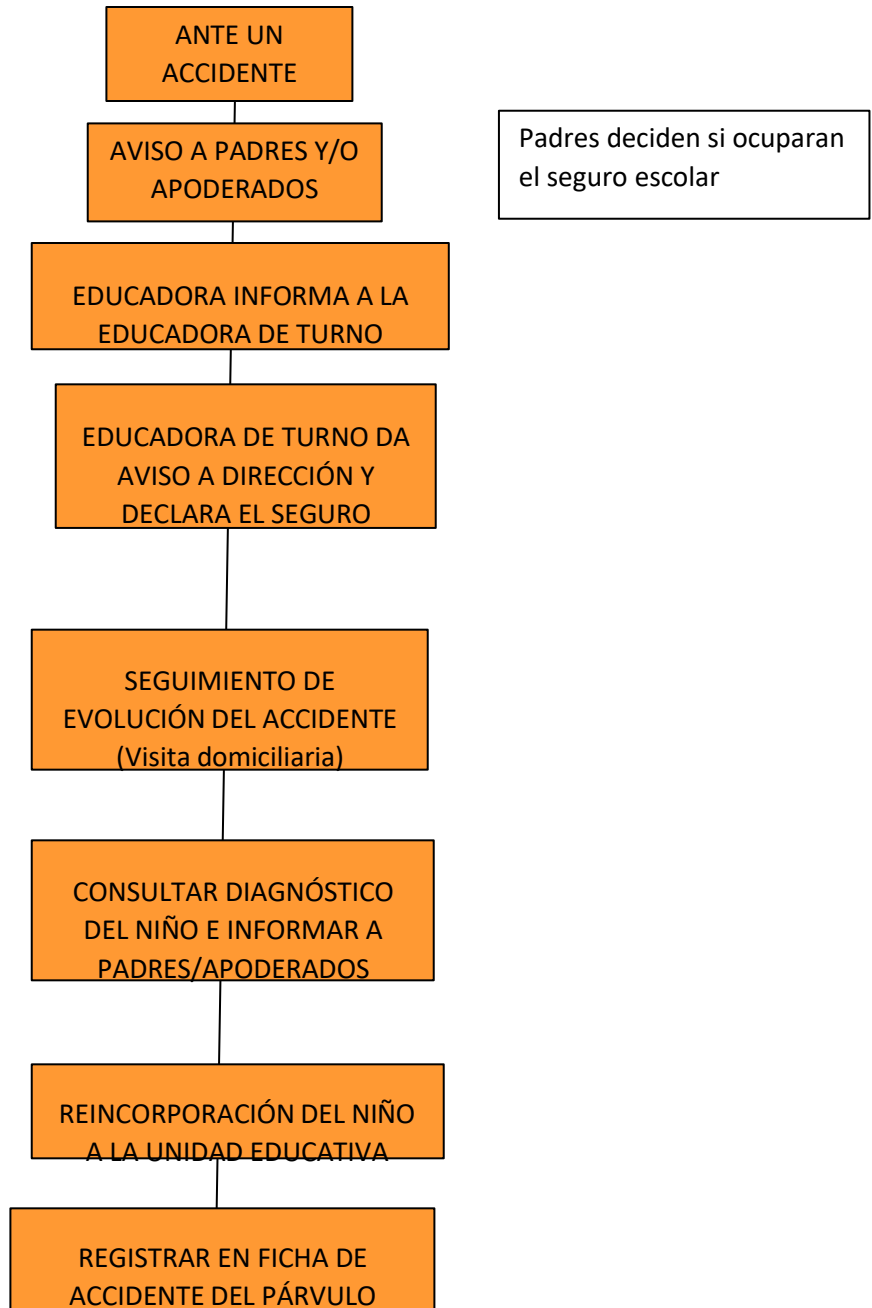 ANTE UN
ACCIDENTE
AVISO A PADRES Y/O
APODERADOS
Padres deciden si ocuparan
el seguro escolar
EDUCADORA INFORMA A LA
EDUCADORA DE TURNO
EDUCADORA DE TURNO DA
AVISO A DIRECCIÓN Y
DECLARA EL SEGURO
SEGUIMIENTO DE
EVOLUCIÓN DEL ACCIDENTE
(Visita domiciliaria)
CONSULTAR DIAGNÓSTICO
DEL NIÑO E INFORMAR A
PADRES/APODERADOS
REINCORPORACIÓN DEL NIÑO
A LA UNIDAD EDUCATIVA
REGISTRAR EN FICHA DE
ACCIDENTE DEL PÁRVULO